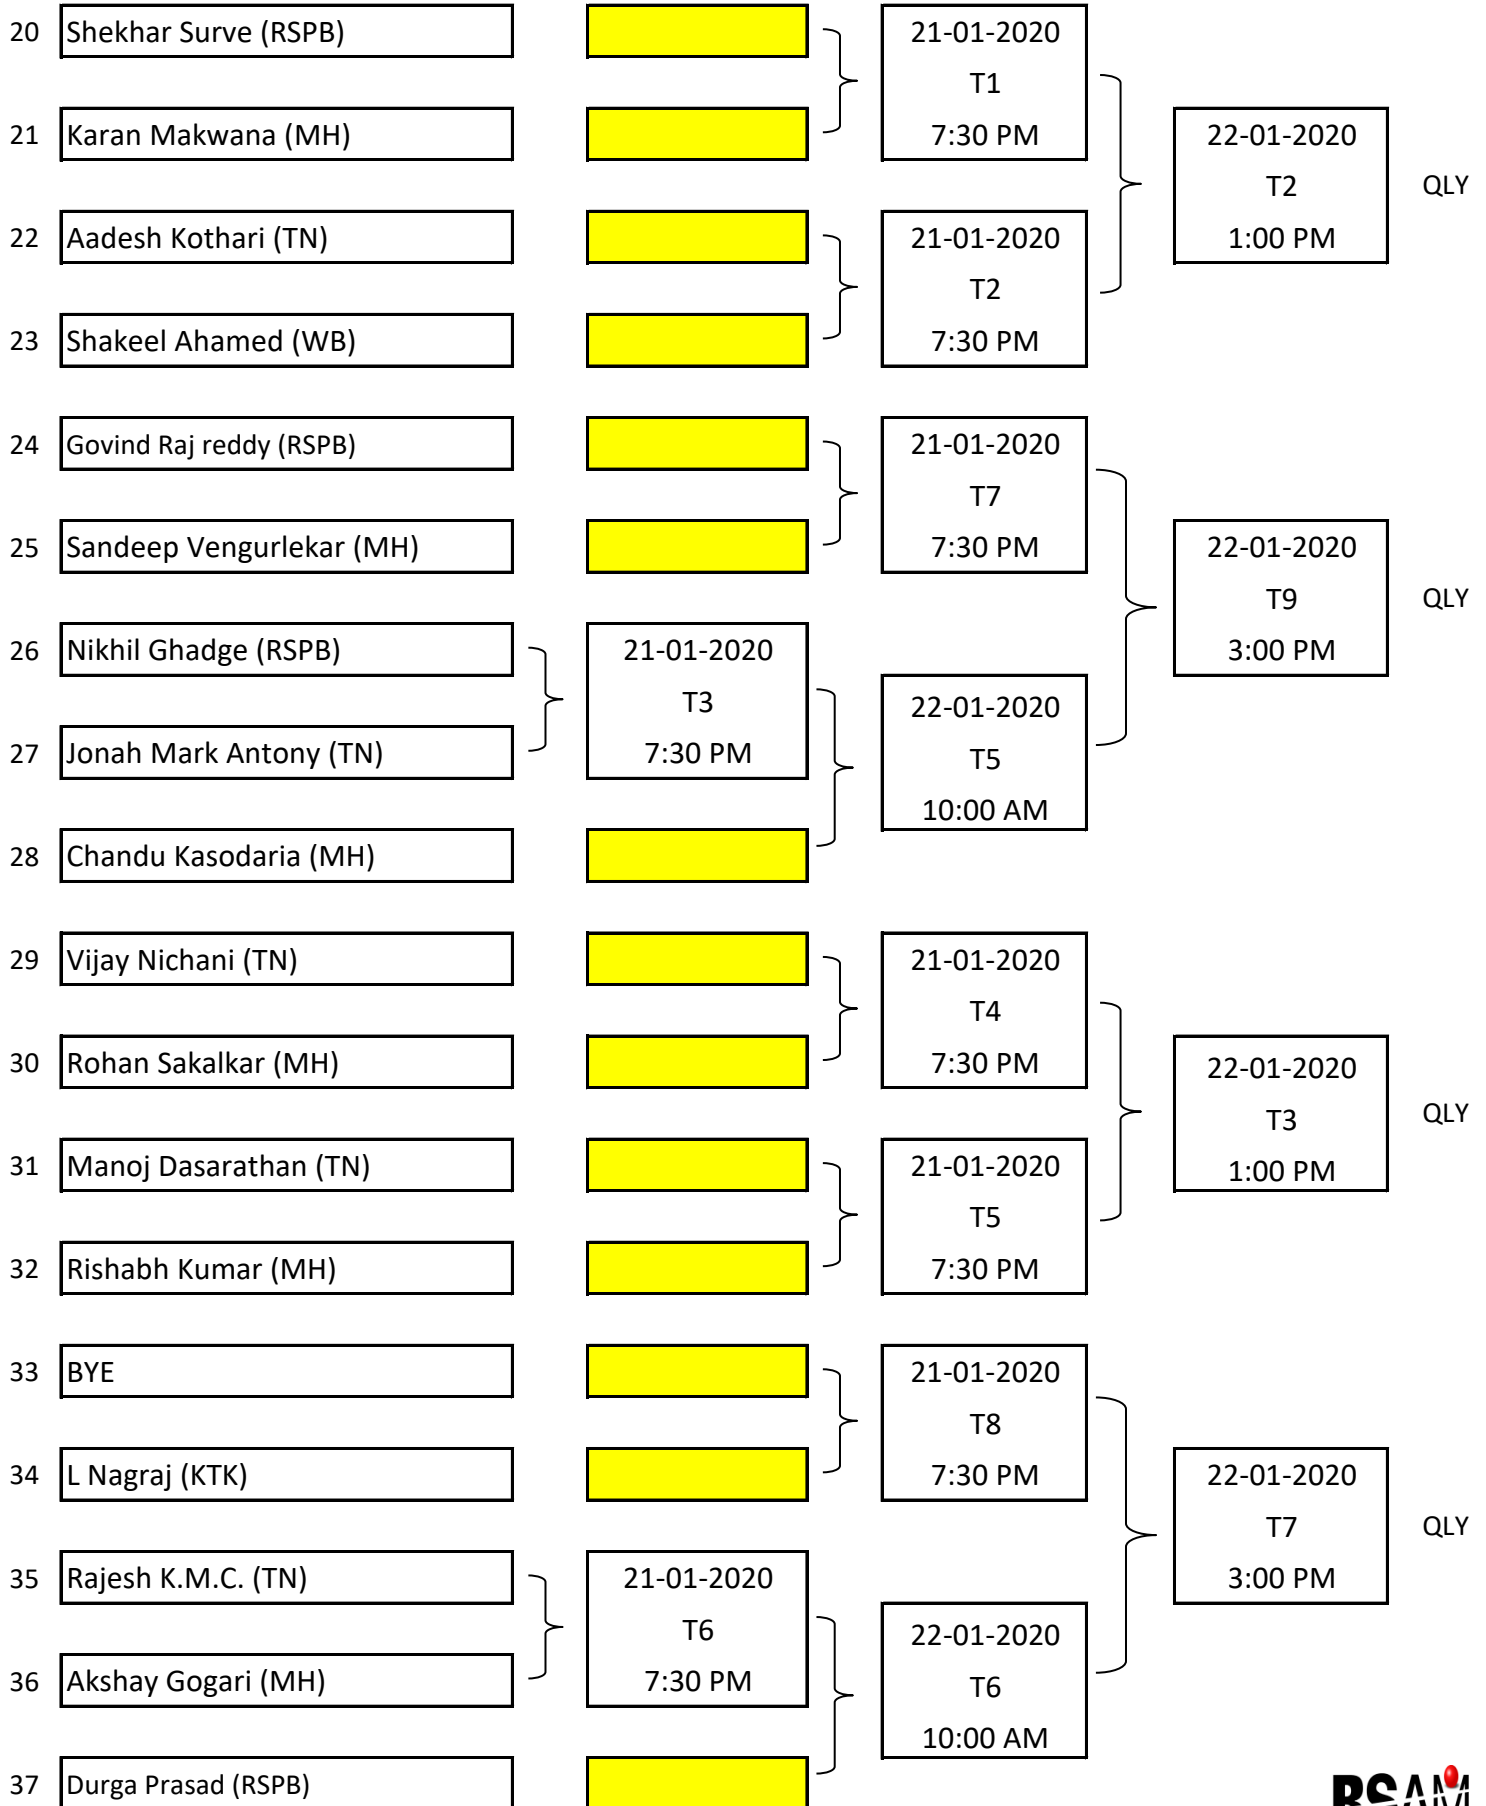 20 Shekhar Surve (RSPB) 21-01-2020
T1
21 Karan Makwana (MH) 7:30 PM 22-01-2020
T2 QLY
22 Aadesh Kothari (TN) 21-01-2020 1:00 PM
T2
23 Shakeel Ahamed (WB) 7:30 PM
24 Govind Raj reddy (RSPB) 21-01-2020
T7
25 Sandeep Vengurlekar (MH) 7:30 PM 22-01-2020
T9 QLY
26 Nikhil Ghadge (RSPB) 21-01-2020 3:00 PM
T3 22-01-2020
27 Jonah Mark Antony (TN) 7:30 PM T5
10:00 AM
28 Chandu Kasodaria (MH)
29 Vijay Nichani (TN) 21-01-2020
T4
30 Rohan Sakalkar (MH) 7:30 PM 22-01-2020
T3 QLY
31 Manoj Dasarathan (TN) 21-01-2020 1:00 PM
T5
32 Rishabh Kumar (MH) 7:30 PM
33 BYE 21-01-2020
T8
34 L Nagraj (KTK) 7:30 PM 22-01-2020
T7 QLY
35 Rajesh K.M.C. (TN) 21-01-2020 3:00 PM
T6 22-01-2020
36 Akshay Gogari (MH) 7:30 PM T6
10:00 AM
37 Durga Prasad (RSPB)
BSAM